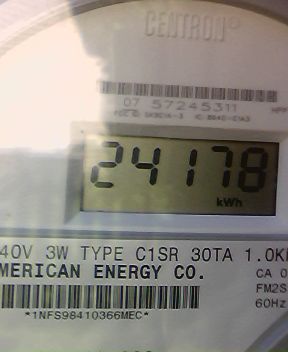 CENTRON®
07 57245311
24178
kWh
40V 3W TYPE C1SR 30TA 1.0K
MERICAN ENERGY CO.
CA 0
FM2S
60Hz
*1NFS98410366MEC*